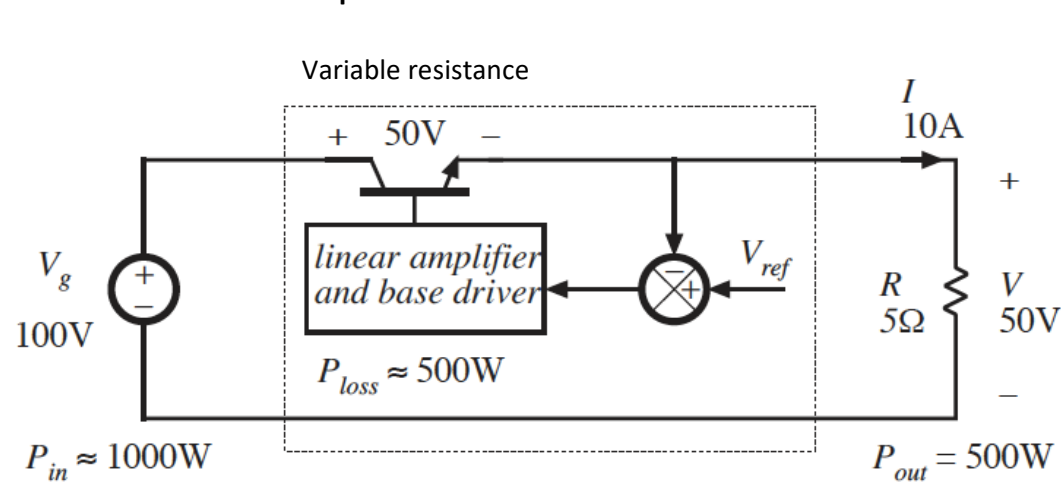 Variable resistance
I
10A
+ 50V −
+
V_g
+
−
100V
linear amplifier
and base driver
−
+
V_ref
R
5Ω
V
50V
−
P_loss ≈ 500W
P_in ≈ 1000W
P_out = 500W